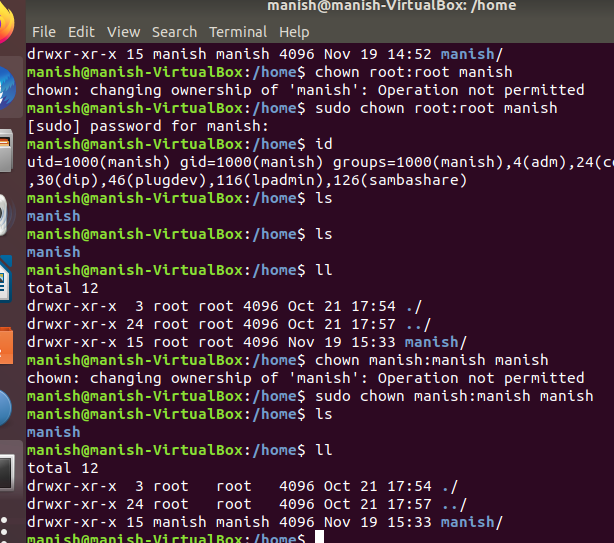 manish@manish-VirtualBox: /home
File Edit View Search Terminal Help
drwxr-xr-x 15 manish manish 4096 Nov 19 14:52 manish/
manish@manish-VirtualBox:/home$ chown root:root manish
chown: changing ownership of 'manish': Operation not permitted
manish@manish-VirtualBox:/home$ sudo chown root:root manish
[sudo] password for manish:
manish@manish-VirtualBox:/home$ id
uid=1000(manish) gid=1000(manish) groups=1000(manish),4(adm),24(c
,30(dip),46(plugdev),116(lpadmin),126(sambashare)
manish@manish-VirtualBox:/home$ ls
manish
manish@manish-VirtualBox:/home$ ls
manish
manish@manish-VirtualBox:/home$ ll
total 12
drwxr-xr-x  3 root root 4096 Oct 21 17:54 ./
drwxr-xr-x 24 root root 4096 Oct 21 17:57 ../
drwxr-xr-x 15 root root 4096 Nov 19 15:33 manish/
manish@manish-VirtualBox:/home$ chown manish:manish manish
chown: changing ownership of 'manish': Operation not permitted
manish@manish-VirtualBox:/home$ sudo chown manish:manish manish
manish@manish-VirtualBox:/home$ ls
manish
manish@manish-VirtualBox:/home$ ll
total 12
drwxr-xr-x  3 root   root   4096 Oct 21 17:54 ./
drwxr-xr-x 24 root   root   4096 Oct 21 17:57 ../
drwxr-xr-x 15 manish manish 4096 Nov 19 15:33 manish/
manish@manish-VirtualBox:/home$